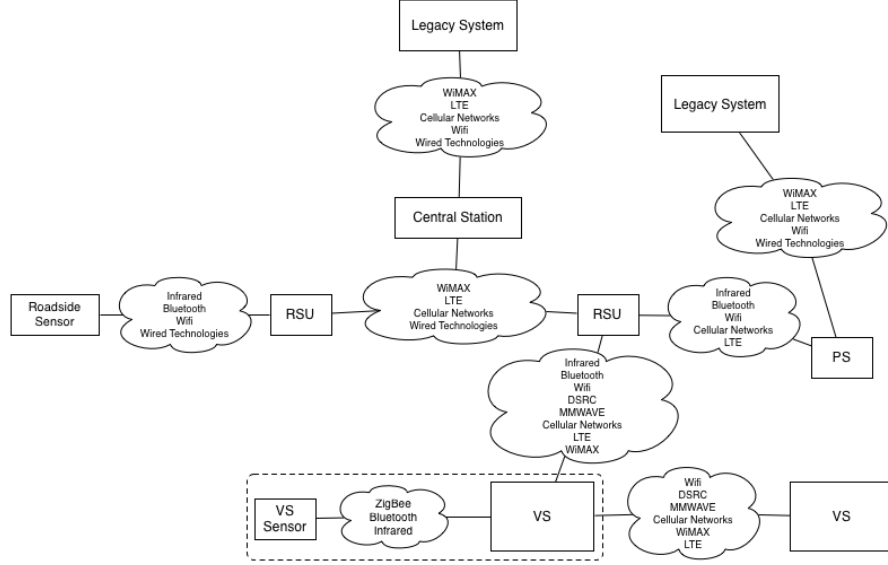 Legacy System
WiMAX
LTE
Cellular Networks
Wifi
Wired Technologies
Legacy System
WiMAX
LTE
Cellular Networks
Wifi
Wired Technologies
Central Station
Roadside
Sensor
Infrared
Bluetooth
Wifi
Wired Technologies
RSU
WiMAX
LTE
Cellular Networks
Wired Technologies
RSU
Infrared
Bluetooth
Wifi
Cellular Networks
LTE
PS
Infrared
Bluetooth
Wifi
DSRC
MMWAVE
Cellular Networks
LTE
WiMAX
VS
Sensor
ZigBee
Bluetooth
Infrared
VS
Wifi
DSRC
MMWAVE
Cellular Networks
WiMAX
LTE
VS